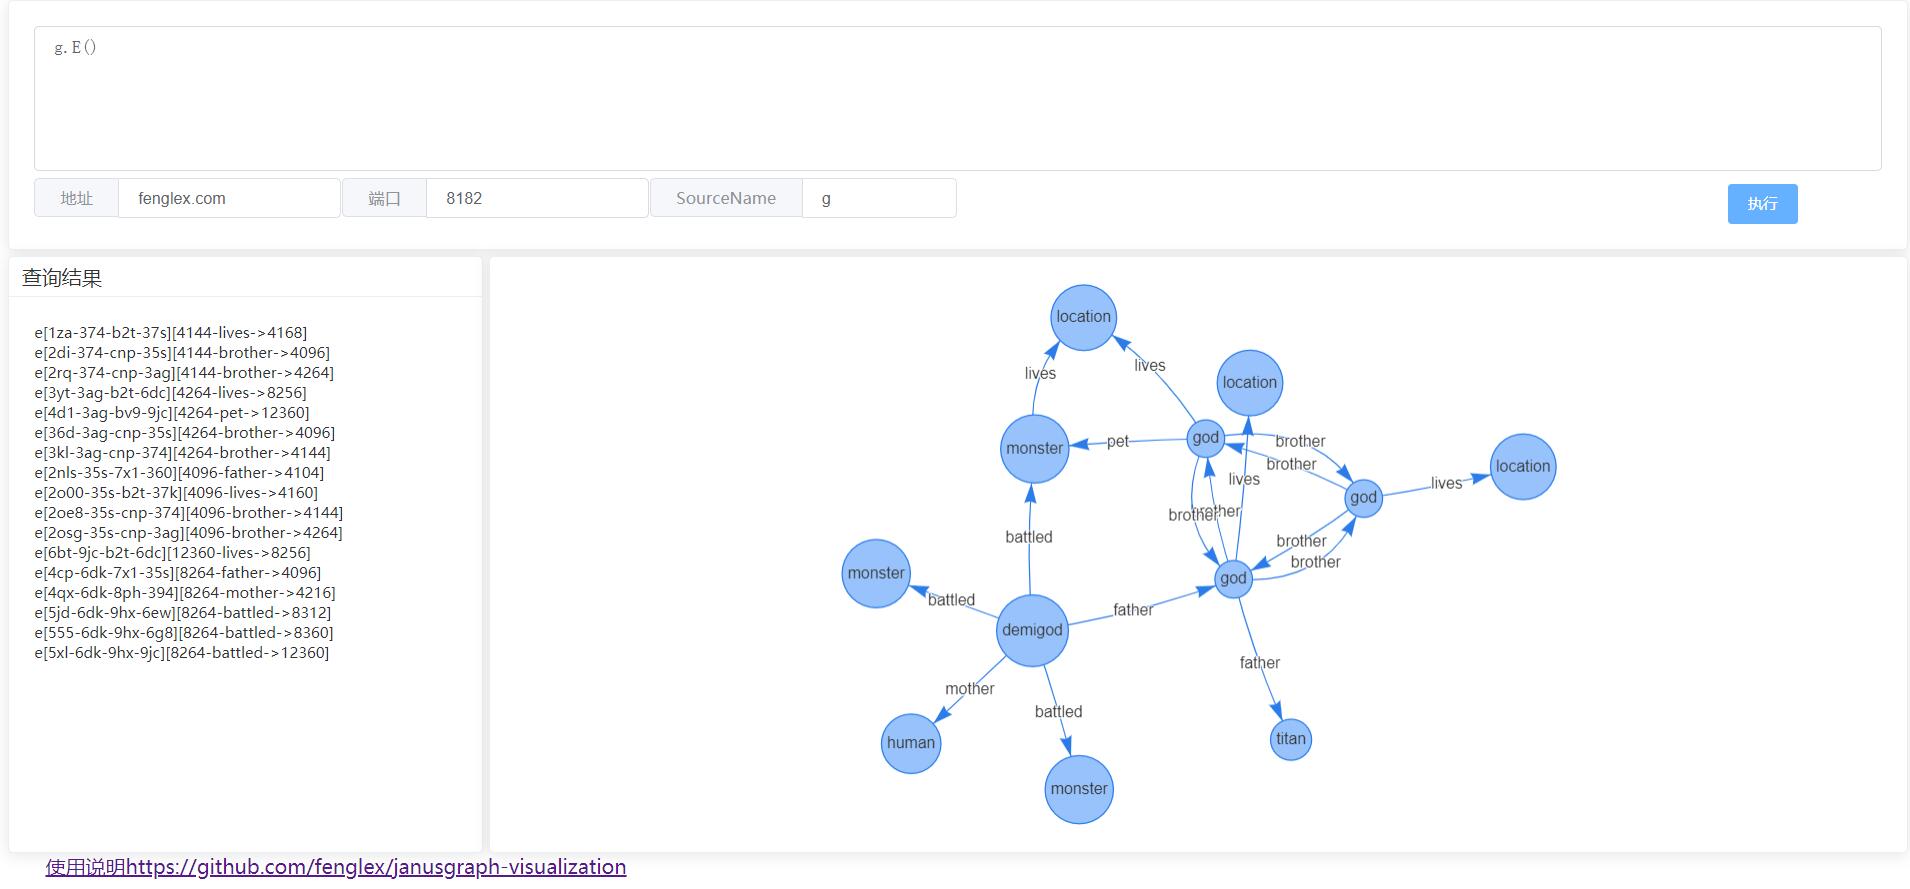 g.E()
地址 fenglex.com 端口 8182 SourceName g 执行
查询结果
e[1za-374-b2t-37s][4144-lives->4168]
e[2di-374-cnp-35s][4144-brother->4096]
e[2rq-374-cnp-3ag][4144-brother->4264]
e[3yt-3ag-b2t-6dc][4264-lives->8256]
e[4d1-3ag-bv9-9jc][4264-pet->12360]
e[36d-3ag-cnp-35s][4264-brother->4096]
e[3kl-3ag-cnp-374][4264-brother->4144]
e[2nls-35s-7x1-360][4096-father->4104]
e[2o00-35s-b2t-37k][4096-lives->4160]
e[2oe8-35s-cnp-374][4096-brother->4144]
e[2osg-35s-cnp-3ag][4096-brother->4264]
e[6bt-9jc-b2t-6dc][12360-lives->8256]
e[4cp-6dk-7x1-35s][8264-father->4096]
e[4qx-6dk-8ph-394][8264-mother->4216]
e[5jd-6dk-9hx-6ew][8264-battled->8312]
e[555-6dk-9hx-6g8][8264-battled->8360]
e[5xl-6dk-9hx-9jc][8264-battled->12360]
location
lives
lives
location
monster
pet
god
brother
brother
location
lives
lives
god
brother
brother
battled
brother
brother
monster
god
battled
father
demigod
father
mother
battled
human
titan
monster
使用说明https://github.com/fenglex/janusgraph-visualization